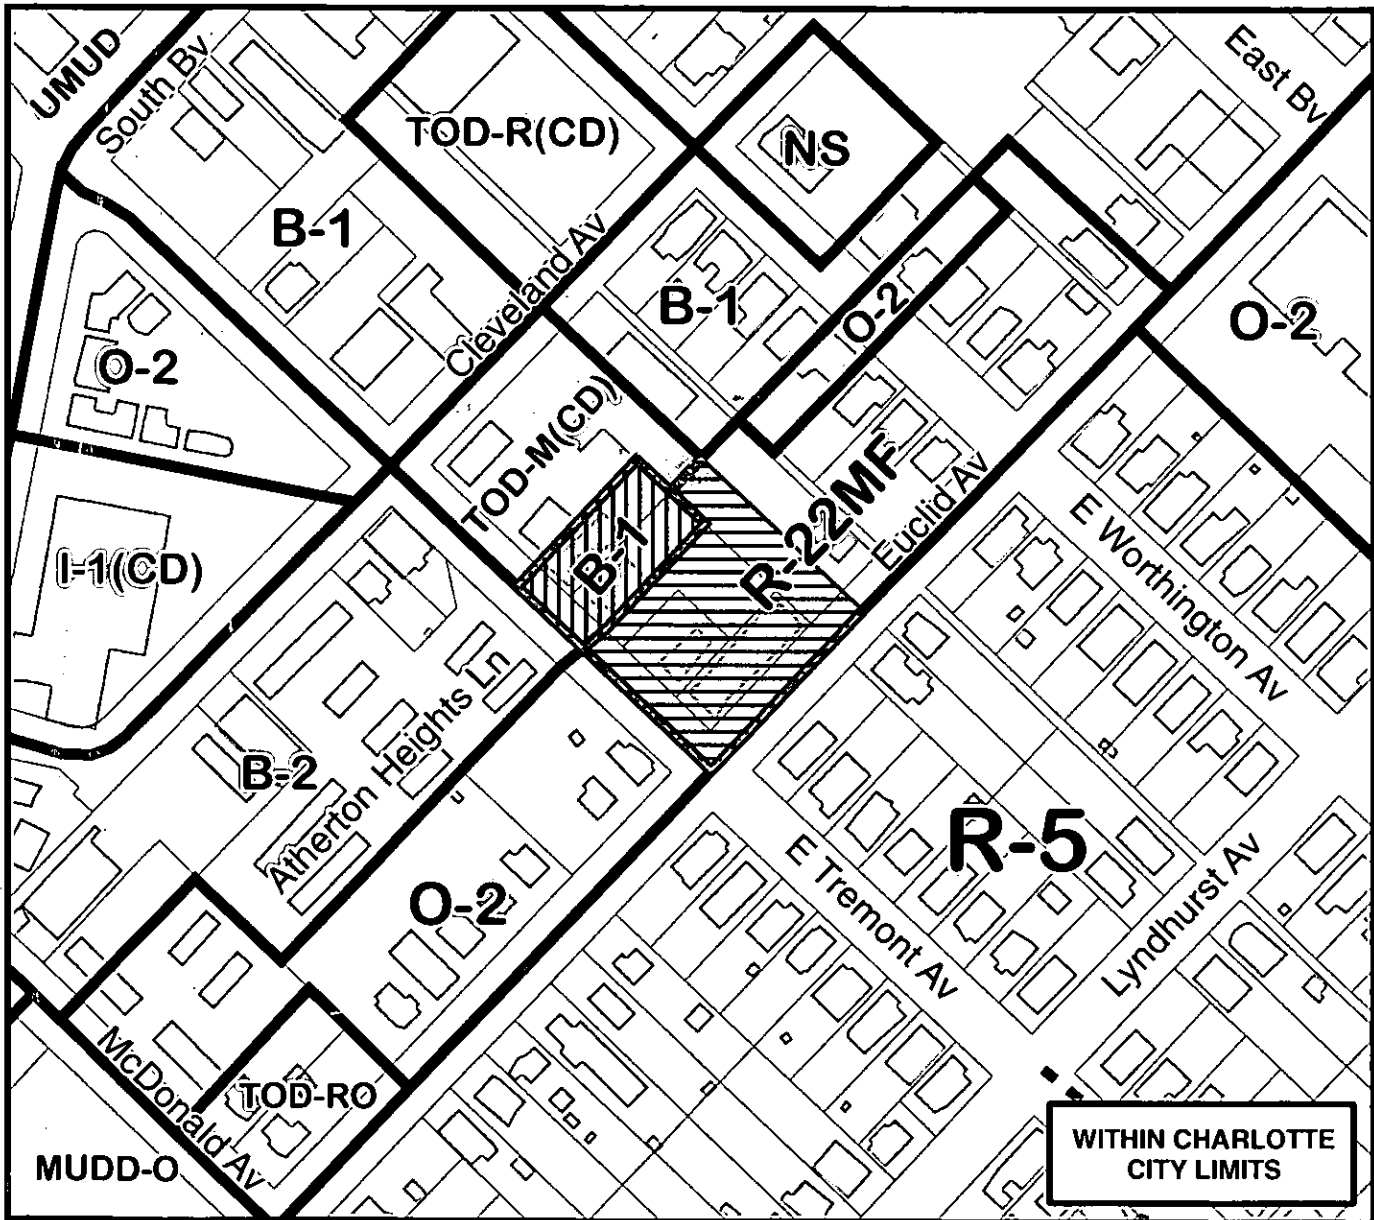 UMUD
South Bv
TOD-R(CD)
NS
East Bv
B-1
Cleveland Av
B-1
O-2
O-2
O-2
TOD-M(CD)
I-1(CD)
B-1
R-22MF
Euclid Av
E Worthington Av
Atherton Heights Ln
B-2
R-5
O-2
E Tremont Av
Lyndhurst Av
McDonald Av
TOD-RO
MUDD-O
WITHIN CHARLOTTE
CITY LIMITS